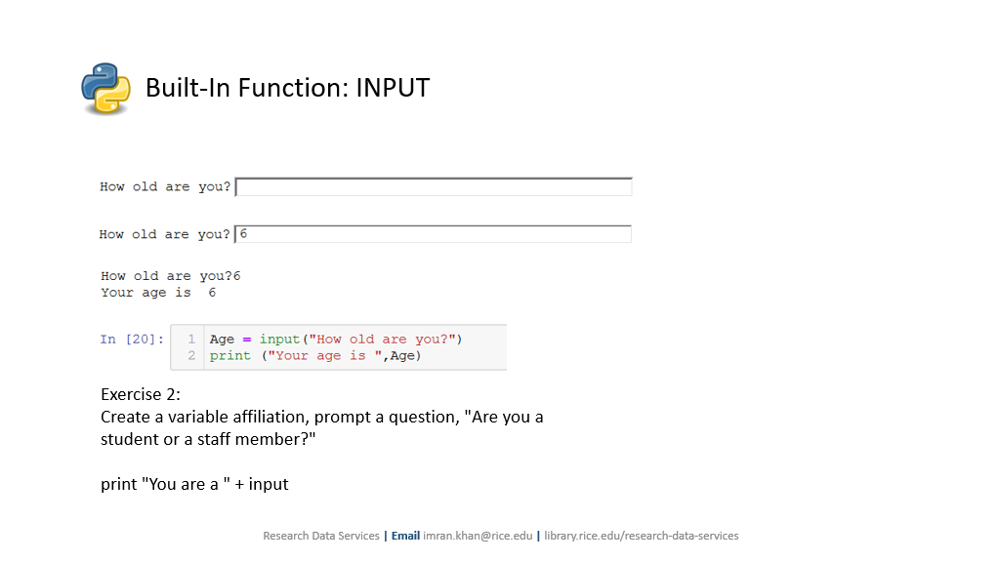 Built-In Function: INPUT
How old are you?
How old are you? 6
How old are you?6
Your age is  6
In [20]: 1 Age = input("How old are you?")
2 print ("Your age is ",Age)
Exercise 2:
Create a variable affiliation, prompt a question, "Are you a
student or a staff member?"
print "You are a " + input
Research Data Services | Email imran.khan@rice.edu | library.rice.edu/research-data-services